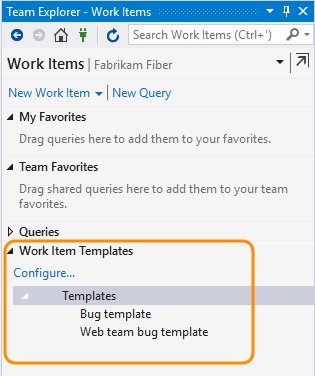 Team Explorer - Work Items
Search Work Items (Ctrl+')
Work Items | Fabrikam Fiber
New Work Item | New Query
My Favorites
Drag queries here to add them to your favorites.
Team Favorites
Drag shared queries here to add them to your team
favorites.
Queries
Work Item Templates
Configure...
Templates
Bug template
Web team bug template